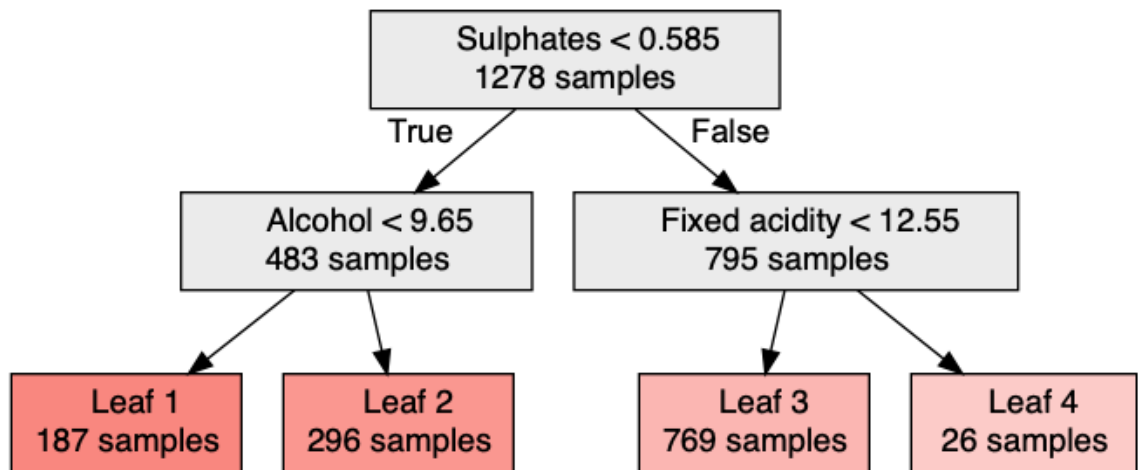 Sulphates < 0.585
1278 samples
True
False
Alcohol < 9.65
483 samples
Fixed acidity < 12.55
795 samples
Leaf 1
187 samples
Leaf 2
296 samples
Leaf 3
769 samples
Leaf 4
26 samples